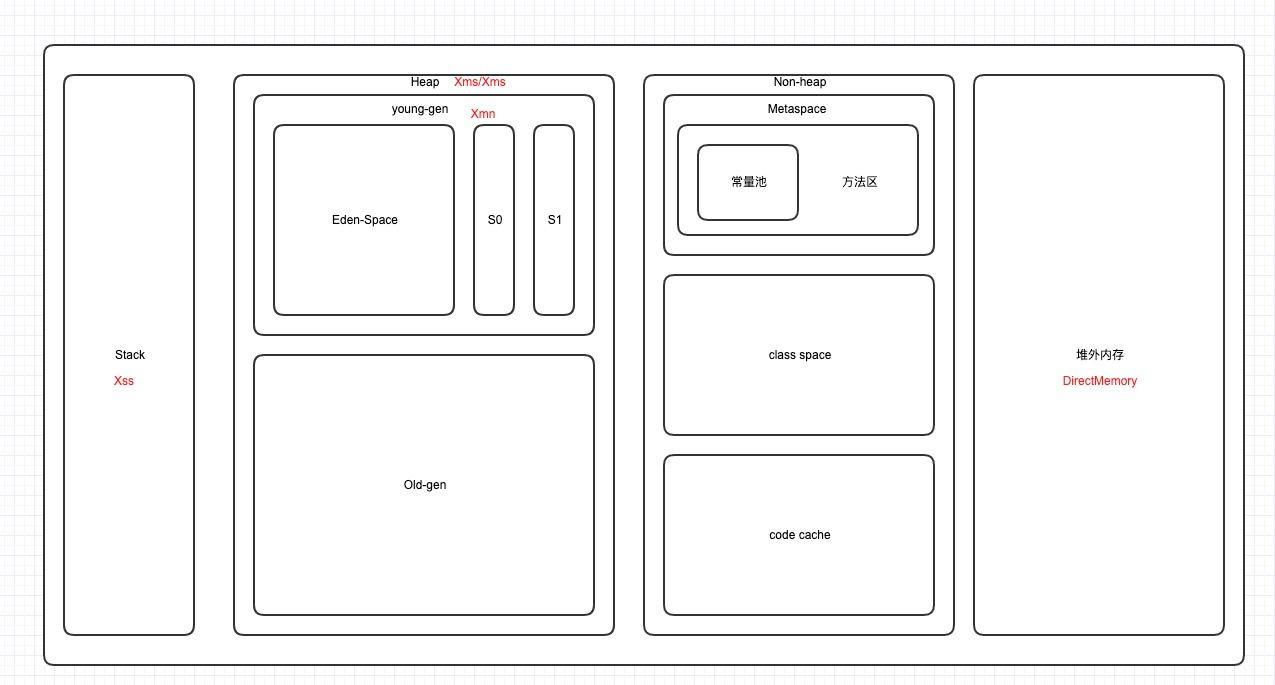 Stack
Xss
Heap Xms/Xms
young-gen Xmn
Eden-Space
S0
S1
Old-gen
Non-heap
Metaspace
常量池
方法区
class space
code cache
堆外内存
DirectMemory